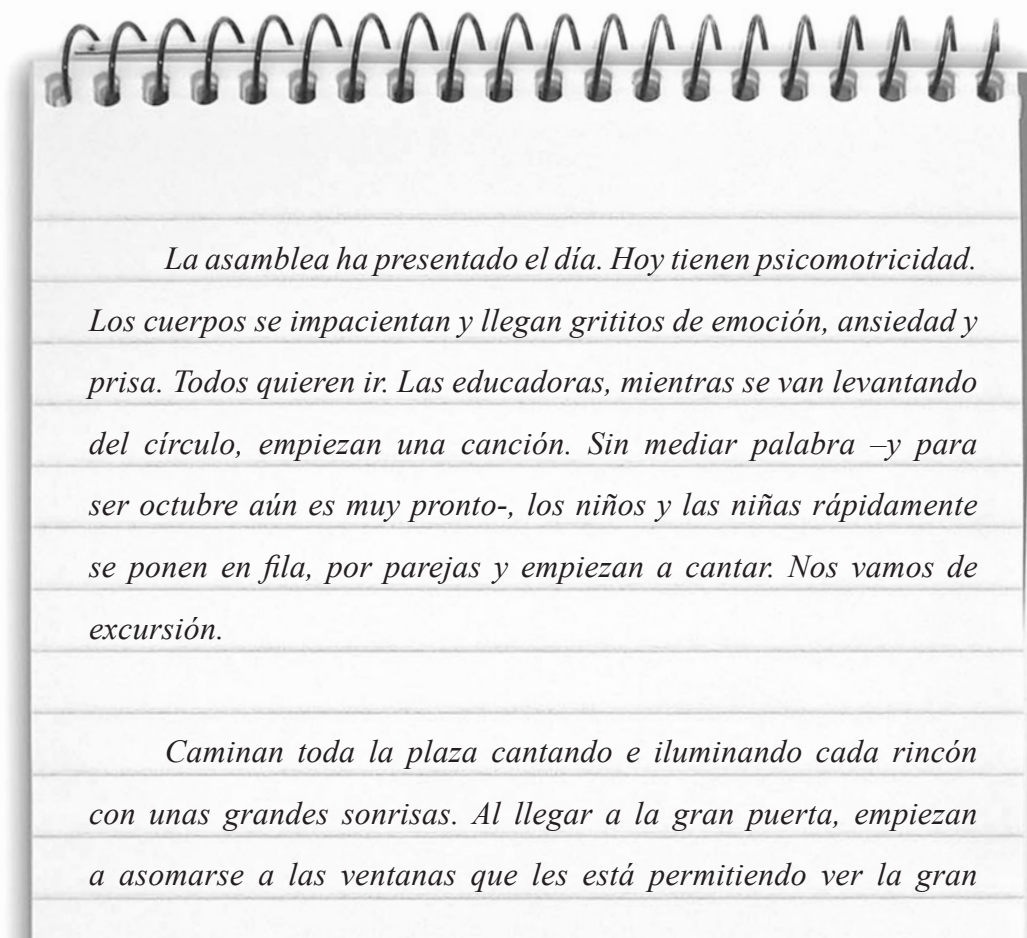 La asamblea ha presentado el día. Hoy tienen psicomotricidad.
Los cuerpos se impacientan y llegan grititos de emoción, ansiedad y
prisa. Todos quieren ir. Las educadoras, mientras se van levantando
del círculo, empiezan una canción. Sin mediar palabra –y para
ser octubre aún es muy pronto-, los niños y las niñas rápidamente
se ponen en fila, por parejas y empiezan a cantar. Nos vamos de
excursión.
Caminan toda la plaza cantando e iluminando cada rincón
con unas grandes sonrisas. Al llegar a la gran puerta, empiezan
a asomarse a las ventanas que les está permitiendo ver la gran